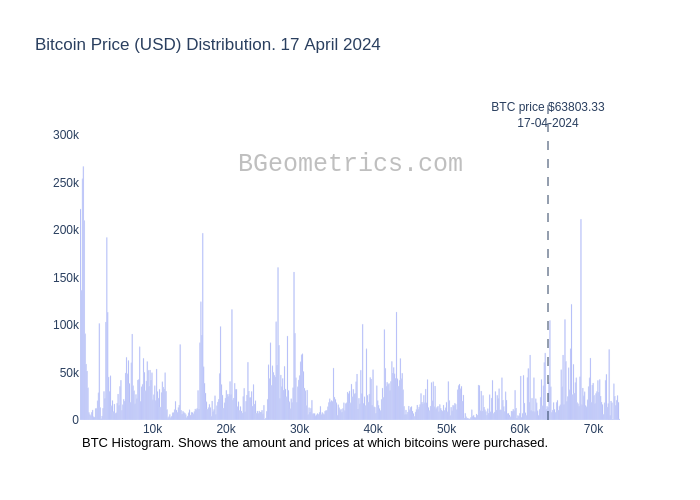 Bitcoin Price (USD) Distribution. 17 April 2024
BTC price $63803.33
17-04-2024
300k
BGeometrics.com
250k
200k
150k
100k
50k
0
10k 20k 30k 40k 50k 60k 70k
BTC Histogram. Shows the amount and prices at which bitcoins were purchased.